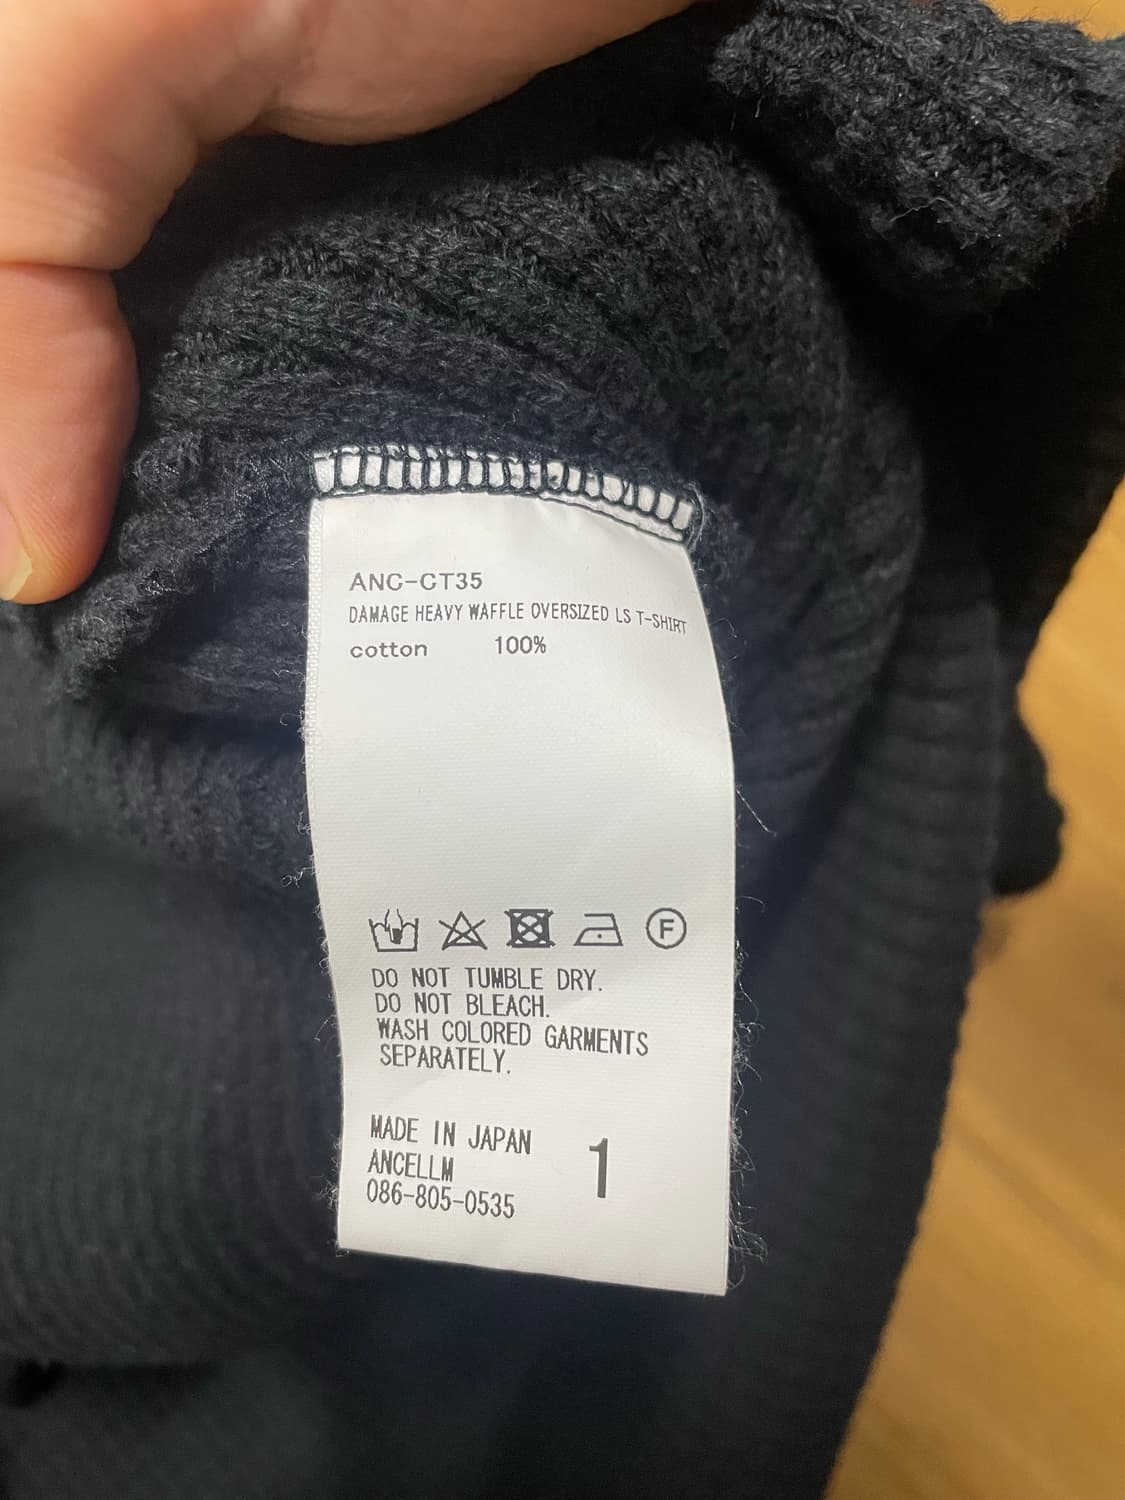 ANC-CT35
DAMAGE HEAVY WAFFLE OVERSIZED LS T-SHIRT
cotton 100%
F
DO NOT TUMBLE DRY.
DO NOT BLEACH.
WASH COLORED GARMENTS
SEPARATELY.
MADE IN JAPAN
ANCELLM
086-805-0535
1